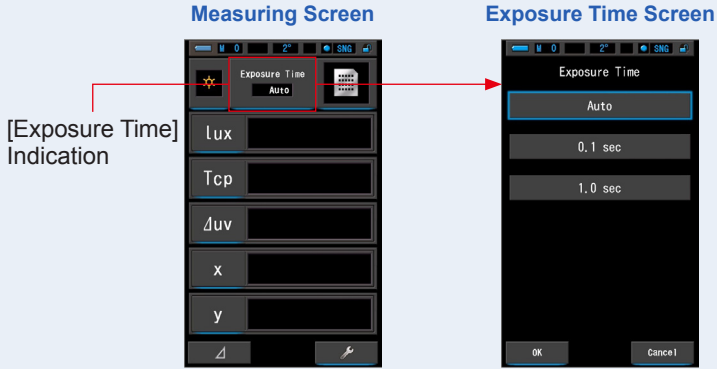 Measuring Screen
Exposure Time Screen
M 0 2° SNG
Exposure Time
Auto
[Exposure Time]
Indication
lux
Tcp
⊿uv
x
y
⊿
M 0 2° SNG
Exposure Time
Auto
0.1 sec
1.0 sec
OK Cancel